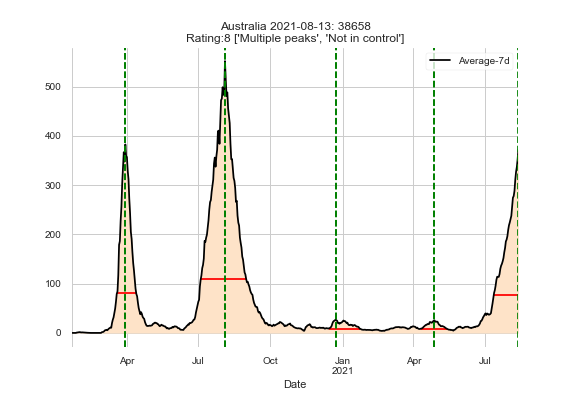 Australia 2021-08-13: 38658
Rating:8 ['Multiple peaks', 'Not in control']
Average-7d
500
400
300
200
100
0
Apr
Jul
Oct
Jan
2021
Apr
Jul
Date